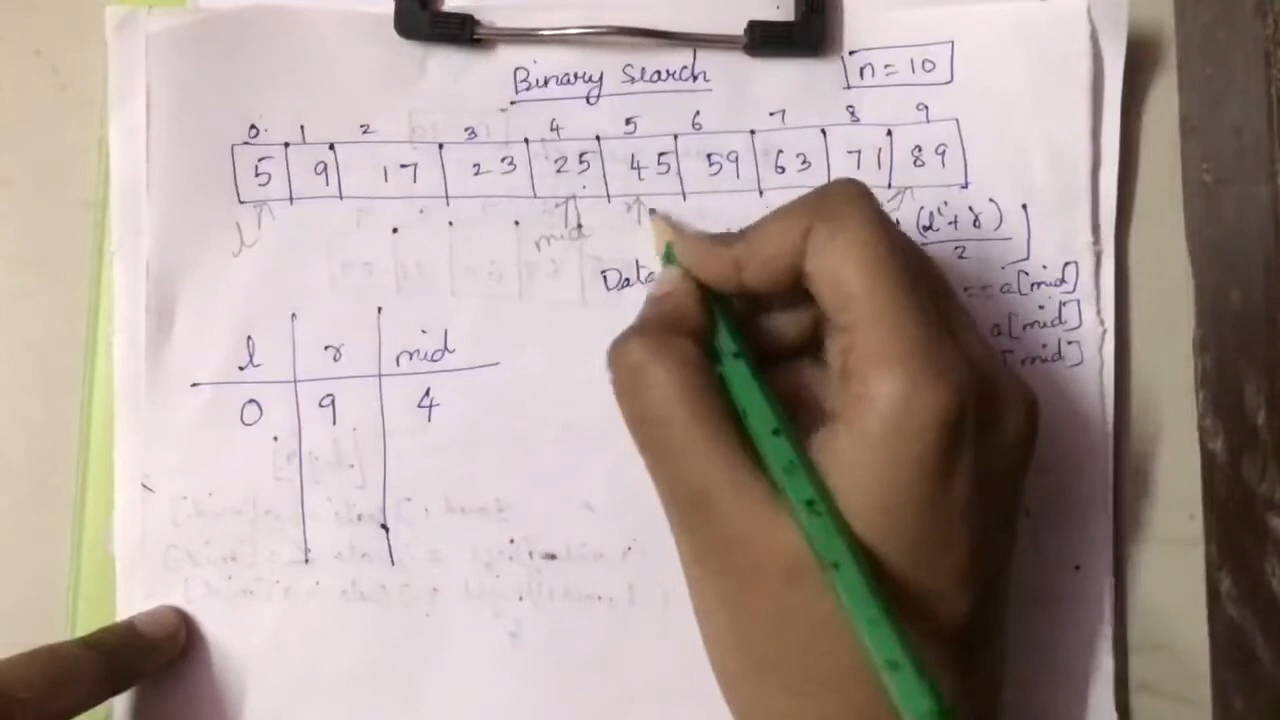 Binary Search
n = 10
0 1 2 3 4 5 6 7 8 9
5 9 17 23 25 45 59 63 71 89
l mid
(l + r)
2
Data
== a[mid]
a[mid]
[mid]
l r mid
0 9 4